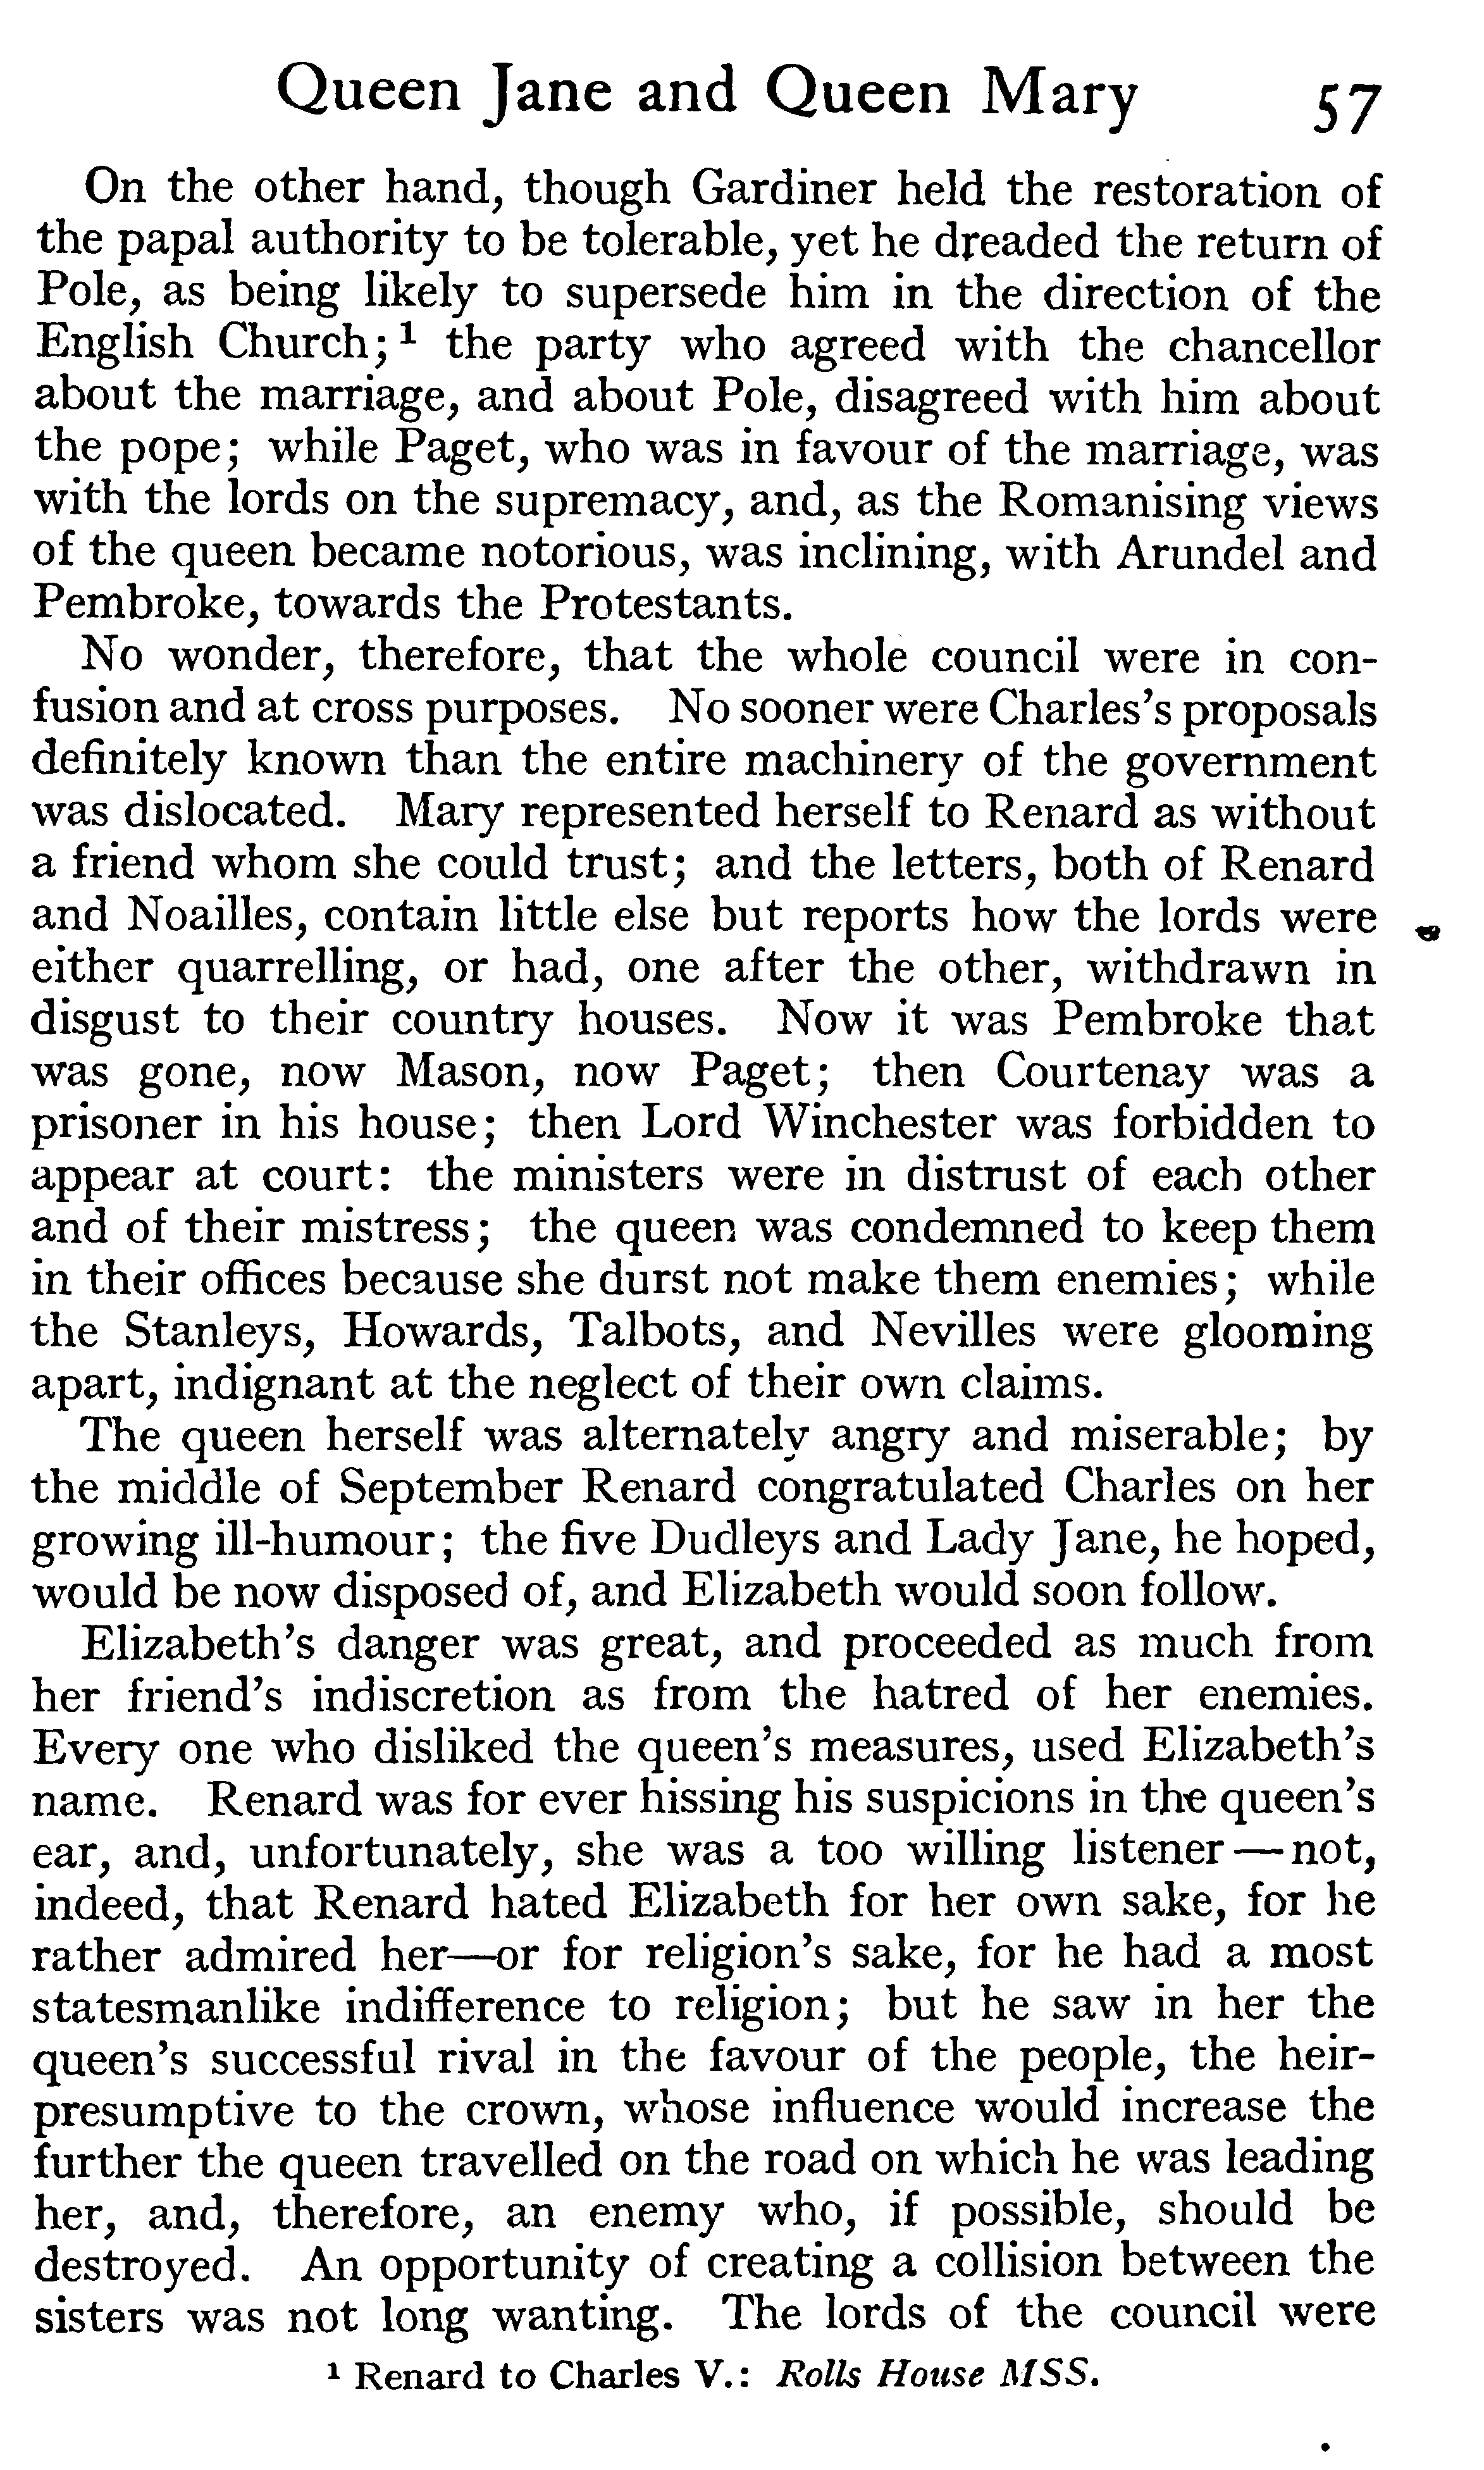 Queen Jane and Queen Mary 57
On the other hand, though Gardiner held the restoration of
the papal authority to be tolerable, yet he dreaded the return of
Pole, as being likely to supersede him in the direction of the
English Church;¹ the party who agreed with the chancellor
about the marriage, and about Pole, disagreed with him about
the pope; while Paget, who was in favour of the marriage, was
with the lords on the supremacy, and, as the Romanising views
of the queen became notorious, was inclining, with Arundel and
Pembroke, towards the Protestants.
No wonder, therefore, that the whole council were in con-
fusion and at cross purposes. No sooner were Charles's proposals
definitely known than the entire machinery of the government
was dislocated. Mary represented herself to Renard as without
a friend whom she could trust; and the letters, both of Renard
and Noailles, contain little else but reports how the lords were
either quarrelling, or had, one after the other, withdrawn in
disgust to their country houses. Now it was Pembroke that
was gone, now Mason, now Paget; then Courtenay was a
prisoner in his house; then Lord Winchester was forbidden to
appear at court: the ministers were in distrust of each other
and of their mistress; the queen was condemned to keep them
in their offices because she durst not make them enemies; while
the Stanleys, Howards, Talbots, and Nevilles were glooming
apart, indignant at the neglect of their own claims.
The queen herself was alternately angry and miserable; by
the middle of September Renard congratulated Charles on her
growing ill-humour; the five Dudleys and Lady Jane, he hoped,
would be now disposed of, and Elizabeth would soon follow.
Elizabeth's danger was great, and proceeded as much from
her friend's indiscretion as from the hatred of her enemies.
Every one who disliked the queen's measures, used Elizabeth's
name. Renard was for ever hissing his suspicions in the queen's
ear, and, unfortunately, she was a too willing listener—not,
indeed, that Renard hated Elizabeth for her own sake, for he
rather admired her—or for religion's sake, for he had a most
statesmanlike indifference to religion; but he saw in her the
queen's successful rival in the favour of the people, the heir-
presumptive to the crown, whose influence would increase the
further the queen travelled on the road on which he was leading
her, and, therefore, an enemy who, if possible, should be
destroyed. An opportunity of creating a collision between the
sisters was not long wanting. The lords of the council were
¹ Renard to Charles V.: Rolls House MSS.